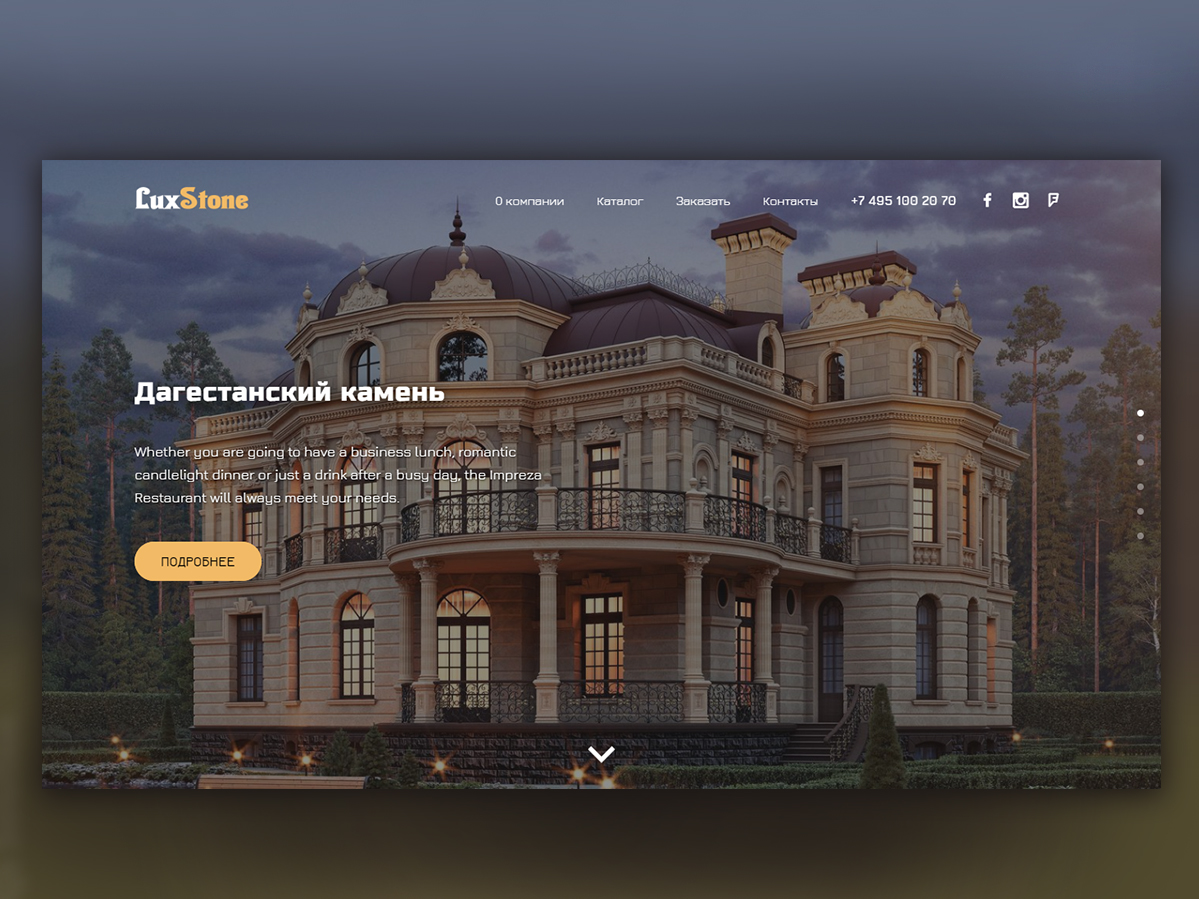 LuxStone
О компании Каталог Заказать Контакты +7 495 100 20 70
Дагестанский камень
Whether you are going to have a business lunch, romantic
candlelight dinner or just a drink after a busy day, the Impreza
Restaurant will always meet your needs.
ПОДРОБНЕЕ